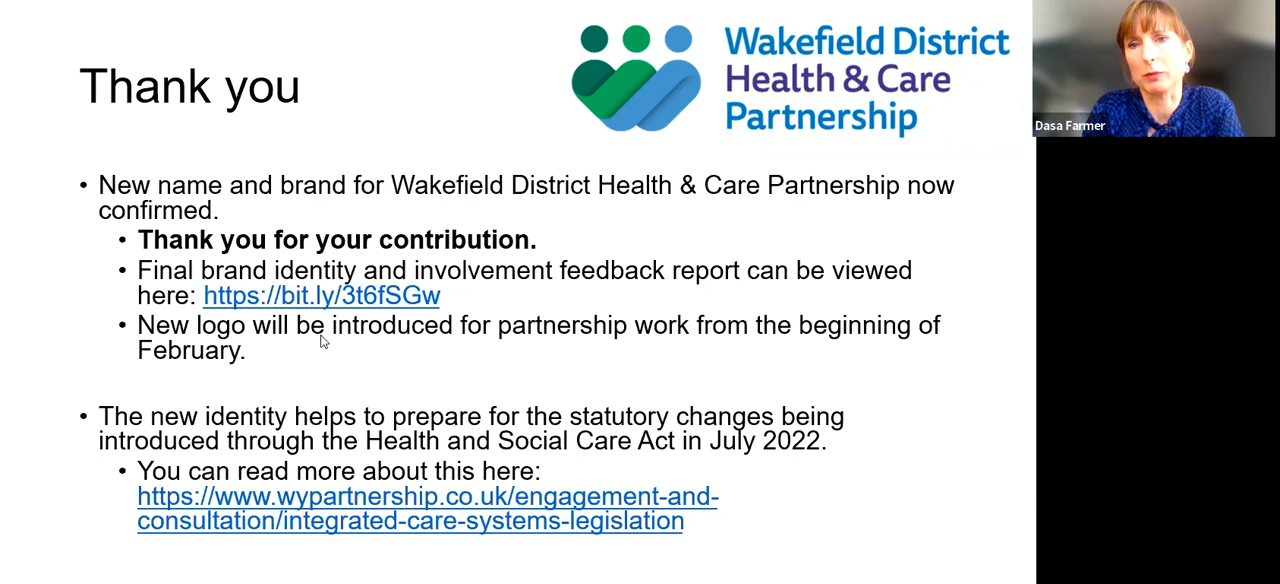 Thank you
Wakefield District
Health & Care
Partnership
Dasa Farmer
• New name and brand for Wakefield District Health & Care Partnership now
confirmed.
• Thank you for your contribution.
• Final brand identity and involvement feedback report can be viewed
here: https://bit.ly/3t6fSGw
• New logo will be introduced for partnership work from the beginning of
February.
• The new identity helps to prepare for the statutory changes being
introduced through the Health and Social Care Act in July 2022.
• You can read more about this here:
https://www.wypartnership.co.uk/engagement-and-
consultation/integrated-care-systems-legislation